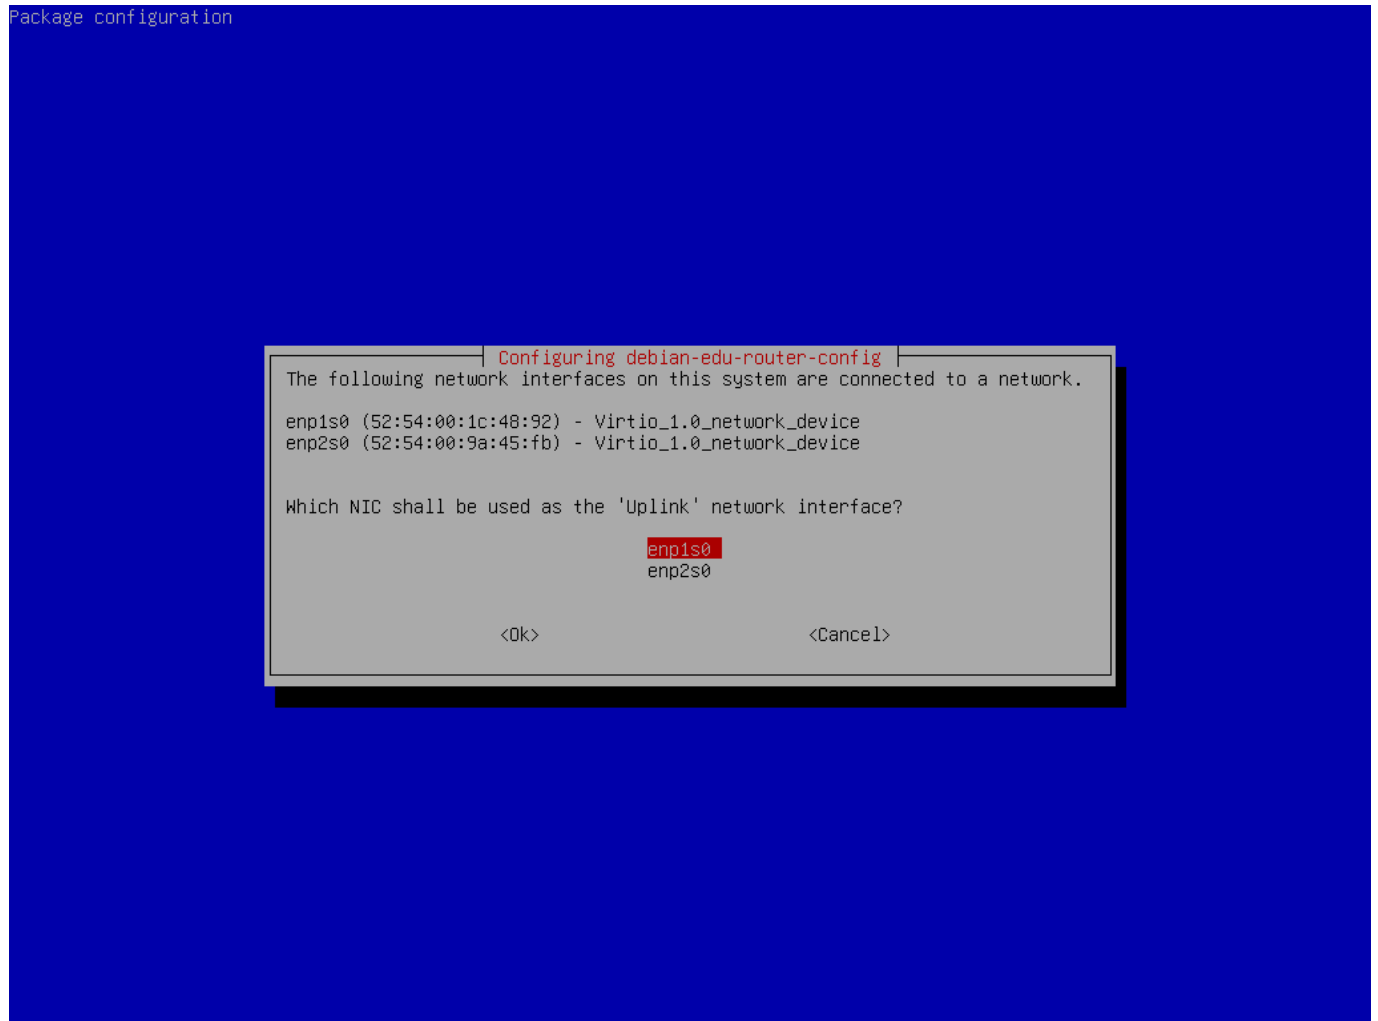 Package configuration
Configuring debian-edu-router-config
The following network interfaces on this system are connected to a network.
enp1s0 (52:54:00:1c:48:92) - Virtio_1.0_network_device
enp2s0 (52:54:00:9a:45:fb) - Virtio_1.0_network_device
Which NIC shall be used as the 'Uplink' network interface?
enp1s0
enp2s0
<Ok> <Cancel>